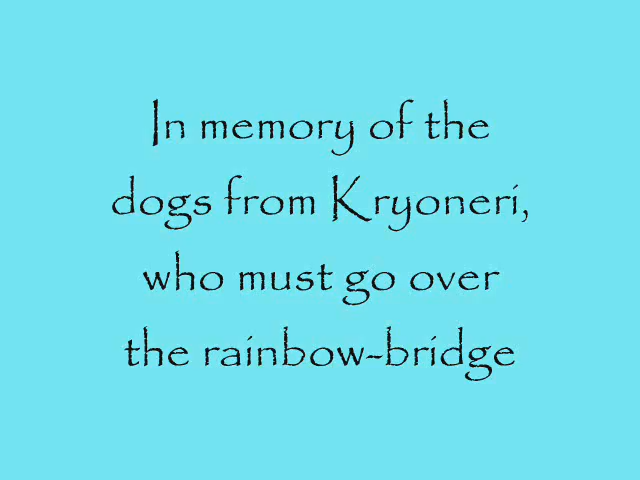 In memory of the
dogs from Kryoneri,
who must go over
the rainbow-bridge